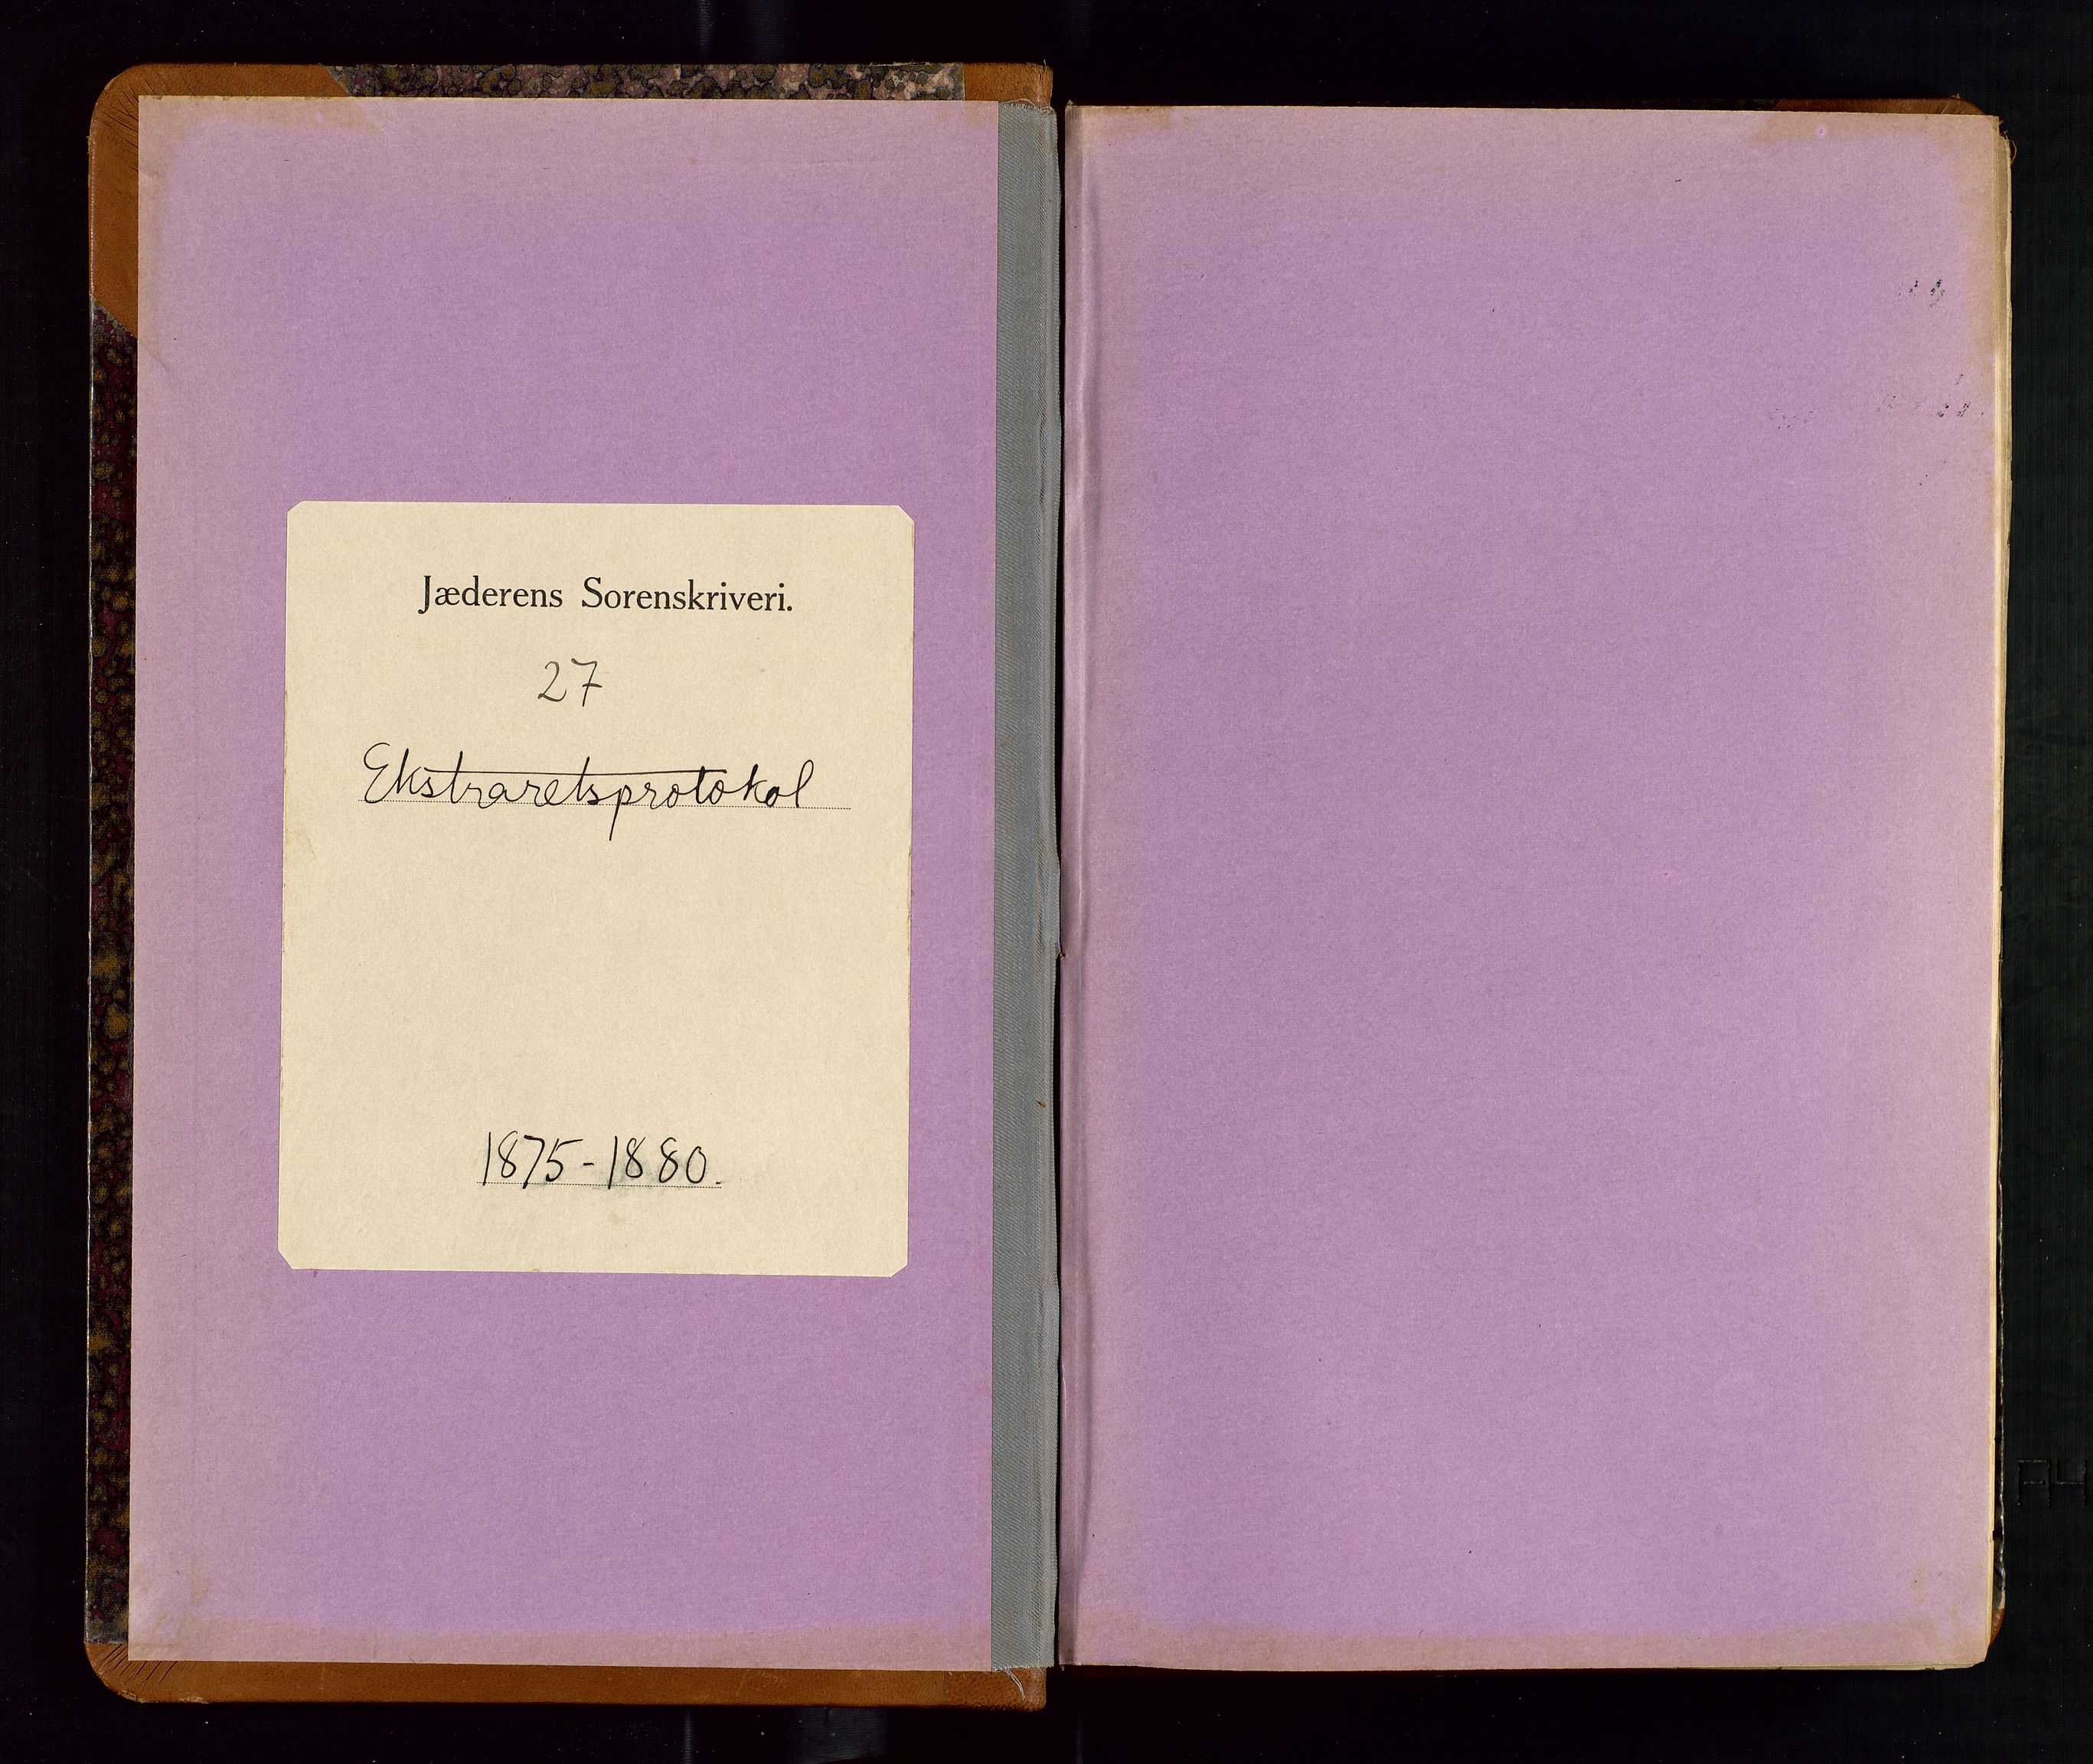 Jæderens Sorenskriveri.
27
Ekstraretsprotokol
1875-1880.